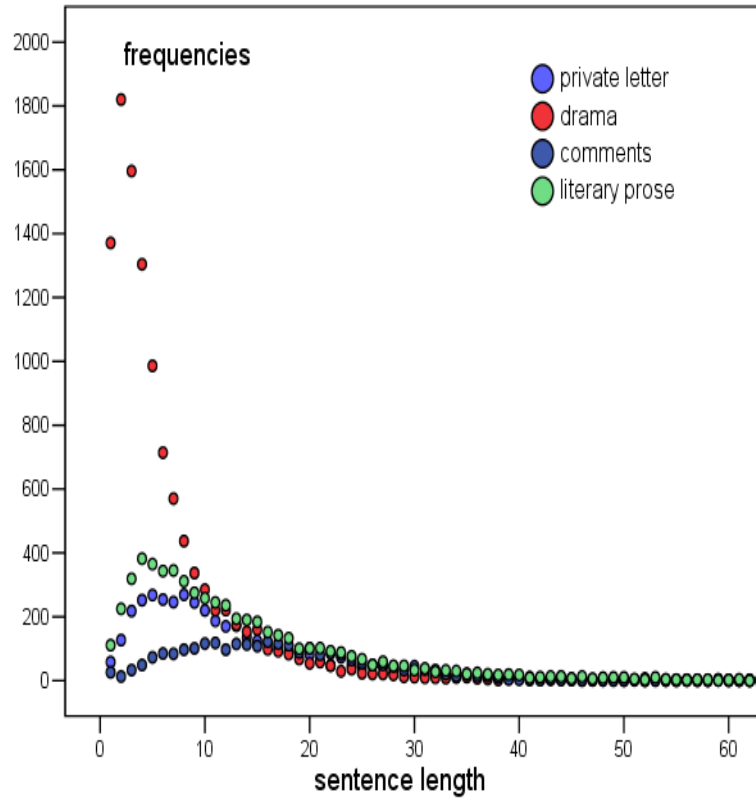 frequencies
private letter
drama
comments
literary prose
2000
1800
1600
1400
1200
1000
800
600
400
200
0
0 10 20 30 40 50 60
sentence length